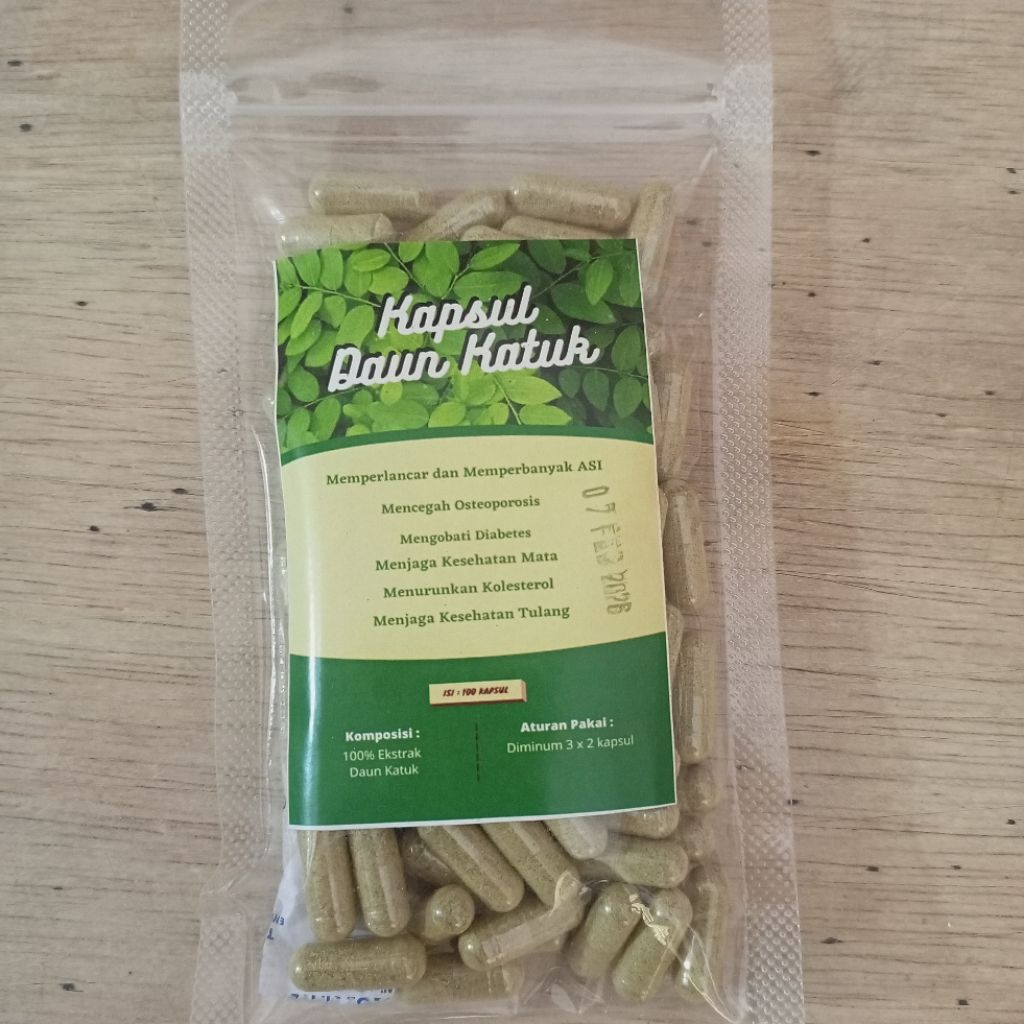 Kapsul
Daun Katuk
Memperlancar dan Memperbanyak ASI
Mencegah Osteoporosis
Mengobati Diabetes
Menjaga Kesehatan Mata
Menurunkan Kolesterol
Menjaga Kesehatan Tulang
07 FEB 2026
ISI : 100 KAPSUL
Komposisi :
100% Ekstrak
Daun Katuk
Aturan Pakai :
Diminum 3 x 2 kapsul